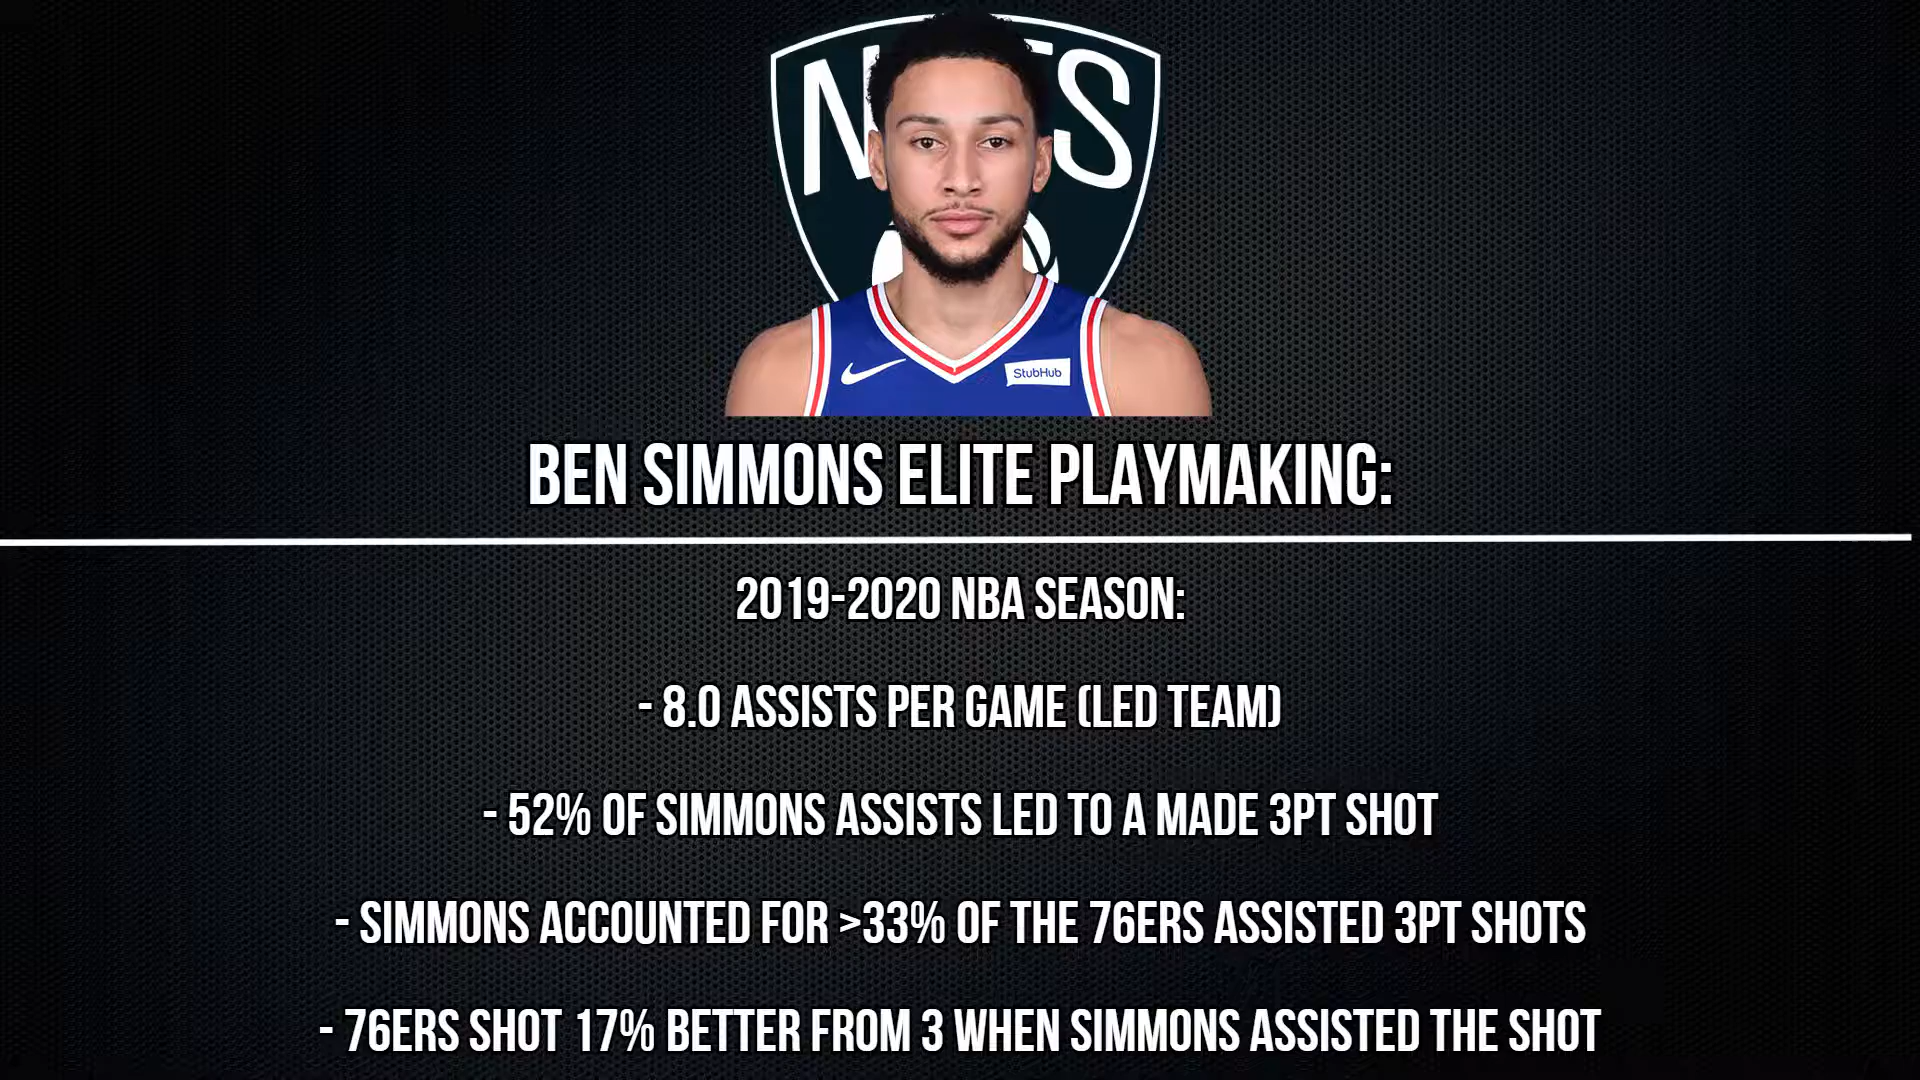 N TS
StubHub
BEN SIMMONS ELITE PLAYMAKING:
2019-2020 NBA SEASON:
- 8.0 ASSISTS PER GAME (LED TEAM)
- 52% OF SIMMONS ASSISTS LED TO A MADE 3PT SHOT
- SIMMONS ACCOUNTED FOR >33% OF THE 76ERS ASSISTED 3PT SHOTS
- 76ERS SHOT 17% BETTER FROM 3 WHEN SIMMONS ASSISTED THE SHOT